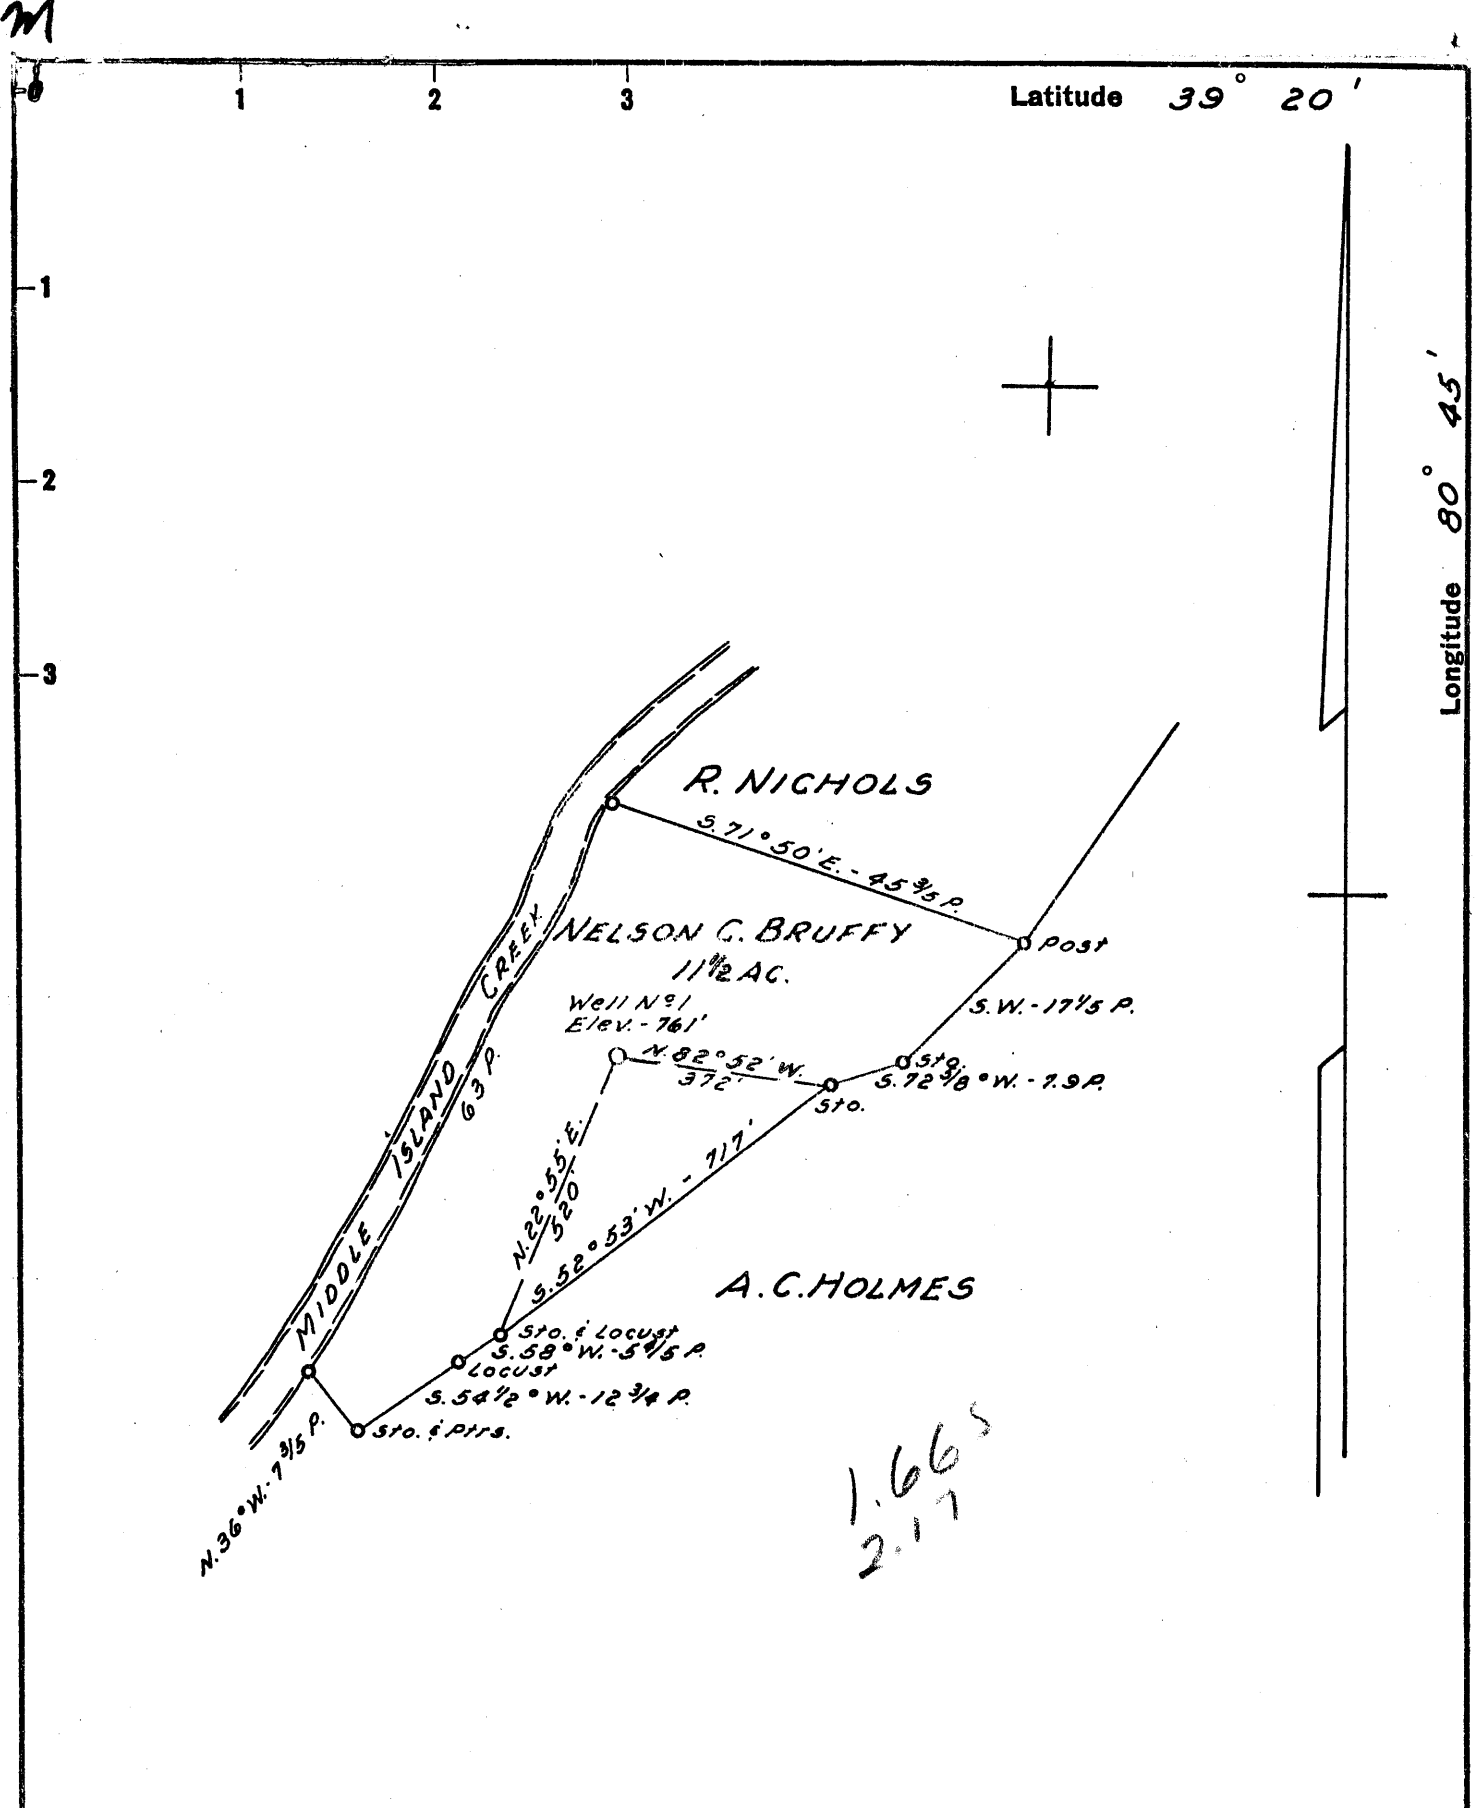 M
0 1 2 3 Latitude 39° 20'
1
2
3
Longitude 80° 45'
R. NICHOLS
S. 71° 50' E. - 45 3/5 P.
NELSON C. BRUFFY
11 1/2 AC.
Post
S.W. - 17 1/5 P.
Well No 1
Elev. - 761'
N. 82° 52' W.
372'
Sto.
S. 72 3/8° W. - 7.9 P.
Sto.
MIDDLE ISLAND CREEK
63 P.
N. 22° 55' E.
520'
S. 52° 53' W. - 717'
A. C. HOLMES
Sto. & Locust
S. 58° W. - 5 4/5 P.
Locust
S. 54 1/2° W. - 12 3/4 P.
Sto. & Ptrs.
N. 36° W. - 7 3/5 P.
1.66 S
2.17